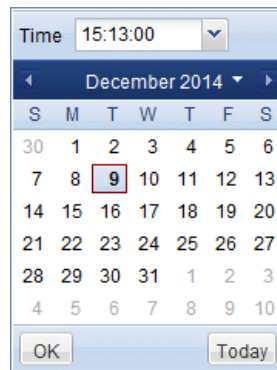 Time 15:13:00
December 2014
S M T W T F S
30 1 2 3 4 5 6
7 8 9 10 11 12 13
14 15 16 17 18 19 20
21 22 23 24 25 26 27
28 29 30 31 1 2 3
4 5 6 7 8 9 10
OK Today